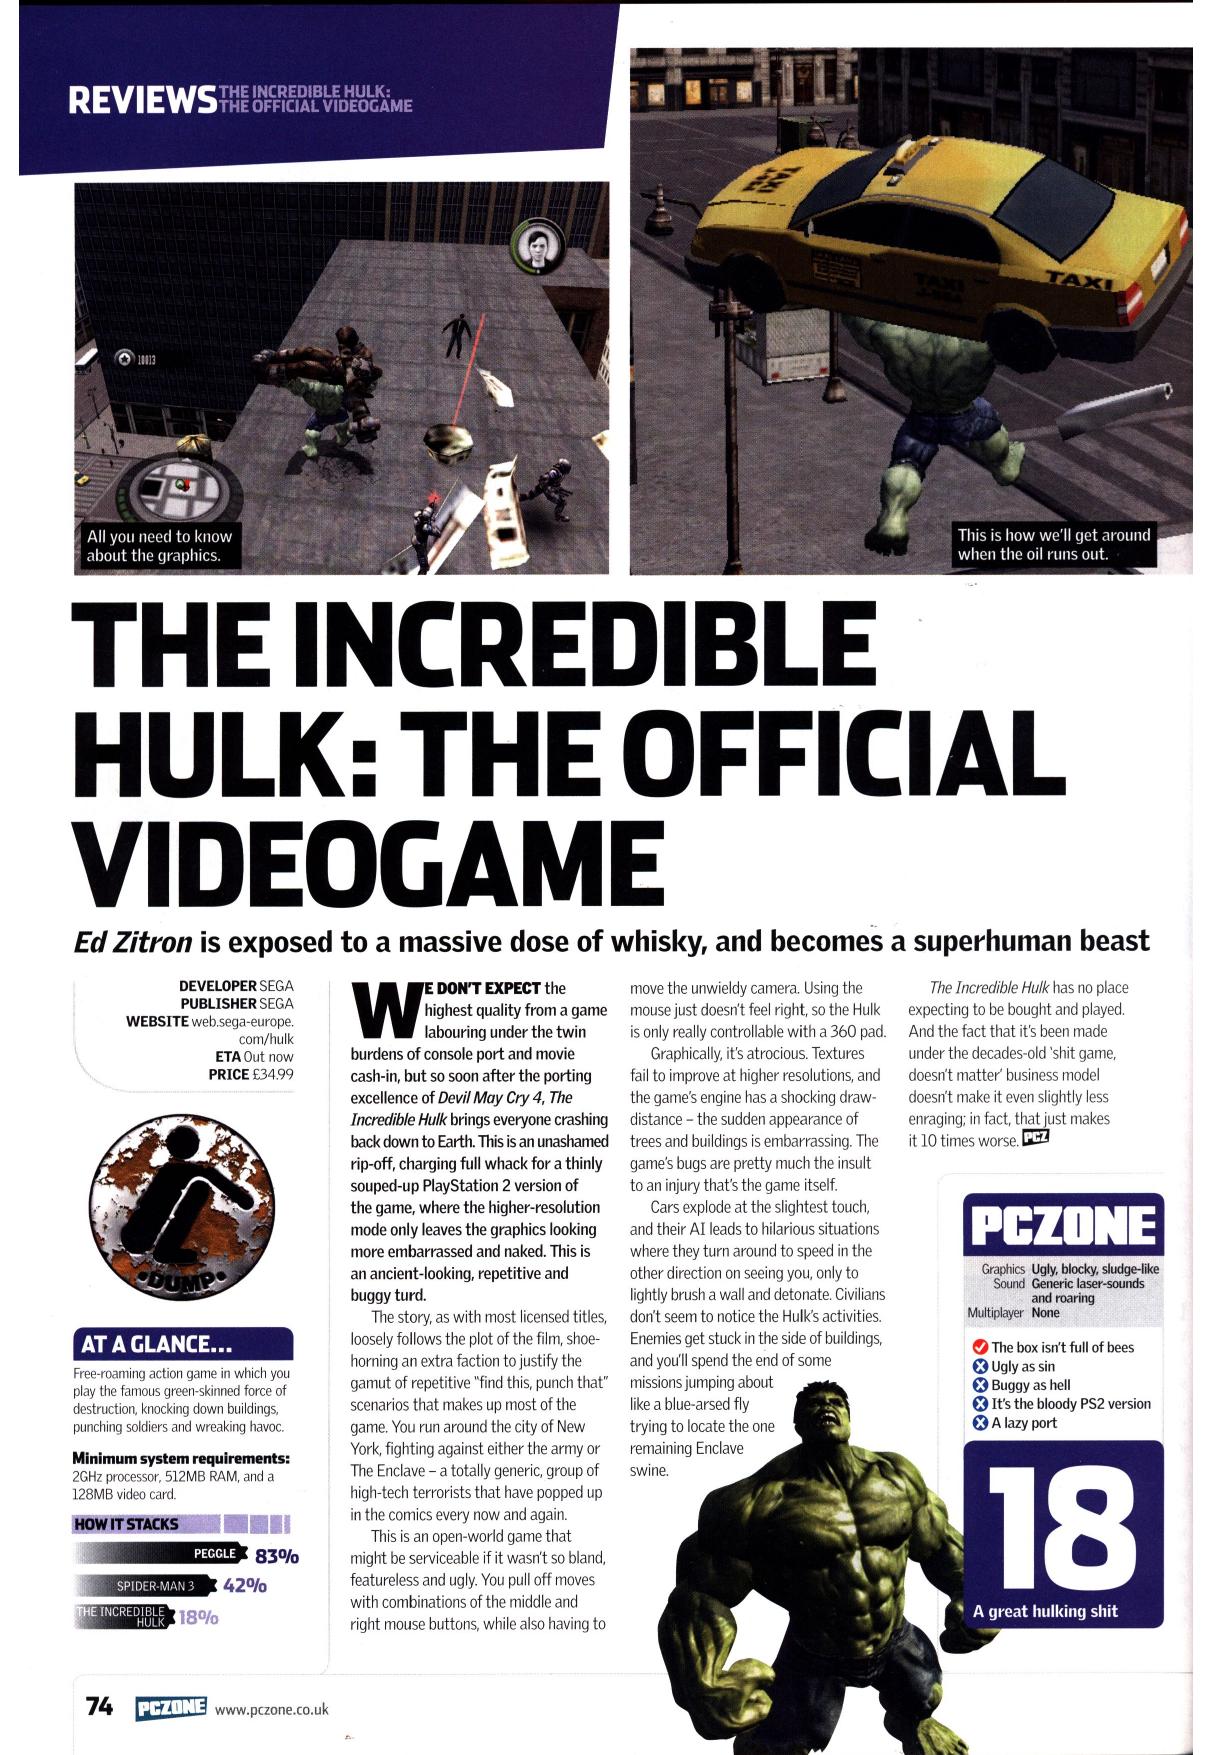 REVIEWS THE INCREDIBLE HULK:
THE OFFICIAL VIDEOGAME
10013
All you need to know
about the graphics.
TAXI
TAXI
TAXI
TAXI
This is how we'll get around
when the oil runs out.
THE INCREDIBLE
HULK: THE OFFICIAL
VIDEOGAME
Ed Zitron is exposed to a massive dose of whisky, and becomes a superhuman beast
DEVELOPER SEGA
PUBLISHER SEGA
WEBSITE web.sega-europe.
com/hulk
ETA Out now
PRICE £34.99
•DUMP•
AT A GLANCE...
Free-roaming action game in which you
play the famous green-skinned force of
destruction, knocking down buildings,
punching soldiers and wreaking havoc.
Minimum system requirements:
2GHz processor, 512MB RAM, and a
128MB video card.
HOW IT STACKS
PEGGLE 83%
SPIDER-MAN 3 42%
THE INCREDIBLE
HULK 18%
WE DON'T EXPECT the
highest quality from a game
labouring under the twin
burdens of console port and movie
cash-in, but so soon after the porting
excellence of Devil May Cry 4, The
Incredible Hulk brings everyone crashing
back down to Earth. This is an unashamed
rip-off, charging full whack for a thinly
souped-up PlayStation 2 version of
the game, where the higher-resolution
mode only leaves the graphics looking
more embarrassed and naked. This is
an ancient-looking, repetitive and
buggy turd.
The story, as with most licensed titles,
loosely follows the plot of the film, shoe-
horning an extra faction to justify the
gamut of repetitive "find this, punch that"
scenarios that makes up most of the
game. You run around the city of New
York, fighting against either the army or
The Enclave – a totally generic, group of
high-tech terrorists that have popped up
in the comics every now and again.
This is an open-world game that
might be serviceable if it wasn't so bland,
featureless and ugly. You pull off moves
with combinations of the middle and
right mouse buttons, while also having to
move the unwieldy camera. Using the
mouse just doesn't feel right, so the Hulk
is only really controllable with a 360 pad.
Graphically, it's atrocious. Textures
fail to improve at higher resolutions, and
the game's engine has a shocking draw-
distance – the sudden appearance of
trees and buildings is embarrassing. The
game's bugs are pretty much the insult
to an injury that's the game itself.
Cars explode at the slightest touch,
and their AI leads to hilarious situations
where they turn around to speed in the
other direction on seeing you, only to
lightly brush a wall and detonate. Civilians
don't seem to notice the Hulk's activities.
Enemies get stuck in the side of buildings,
and you'll spend the end of some
missions jumping about
like a blue-arsed fly
trying to locate the one
remaining Enclave
swine.
The Incredible Hulk has no place
expecting to be bought and played.
And the fact that it's been made
under the decades-old 'shit game,
doesn't matter' business model
doesn't make it even slightly less
enraging; in fact, that just makes
it 10 times worse. PCZ
PCZONE
Graphics Ugly, blocky, sludge-like
Sound Generic laser-sounds
and roaring
Multiplayer None
The box isn't full of bees
Ugly as sin
Buggy as hell
It's the bloody PS2 version
A lazy port
18
A great hulking shit
74 PCZONE www.pczone.co.uk